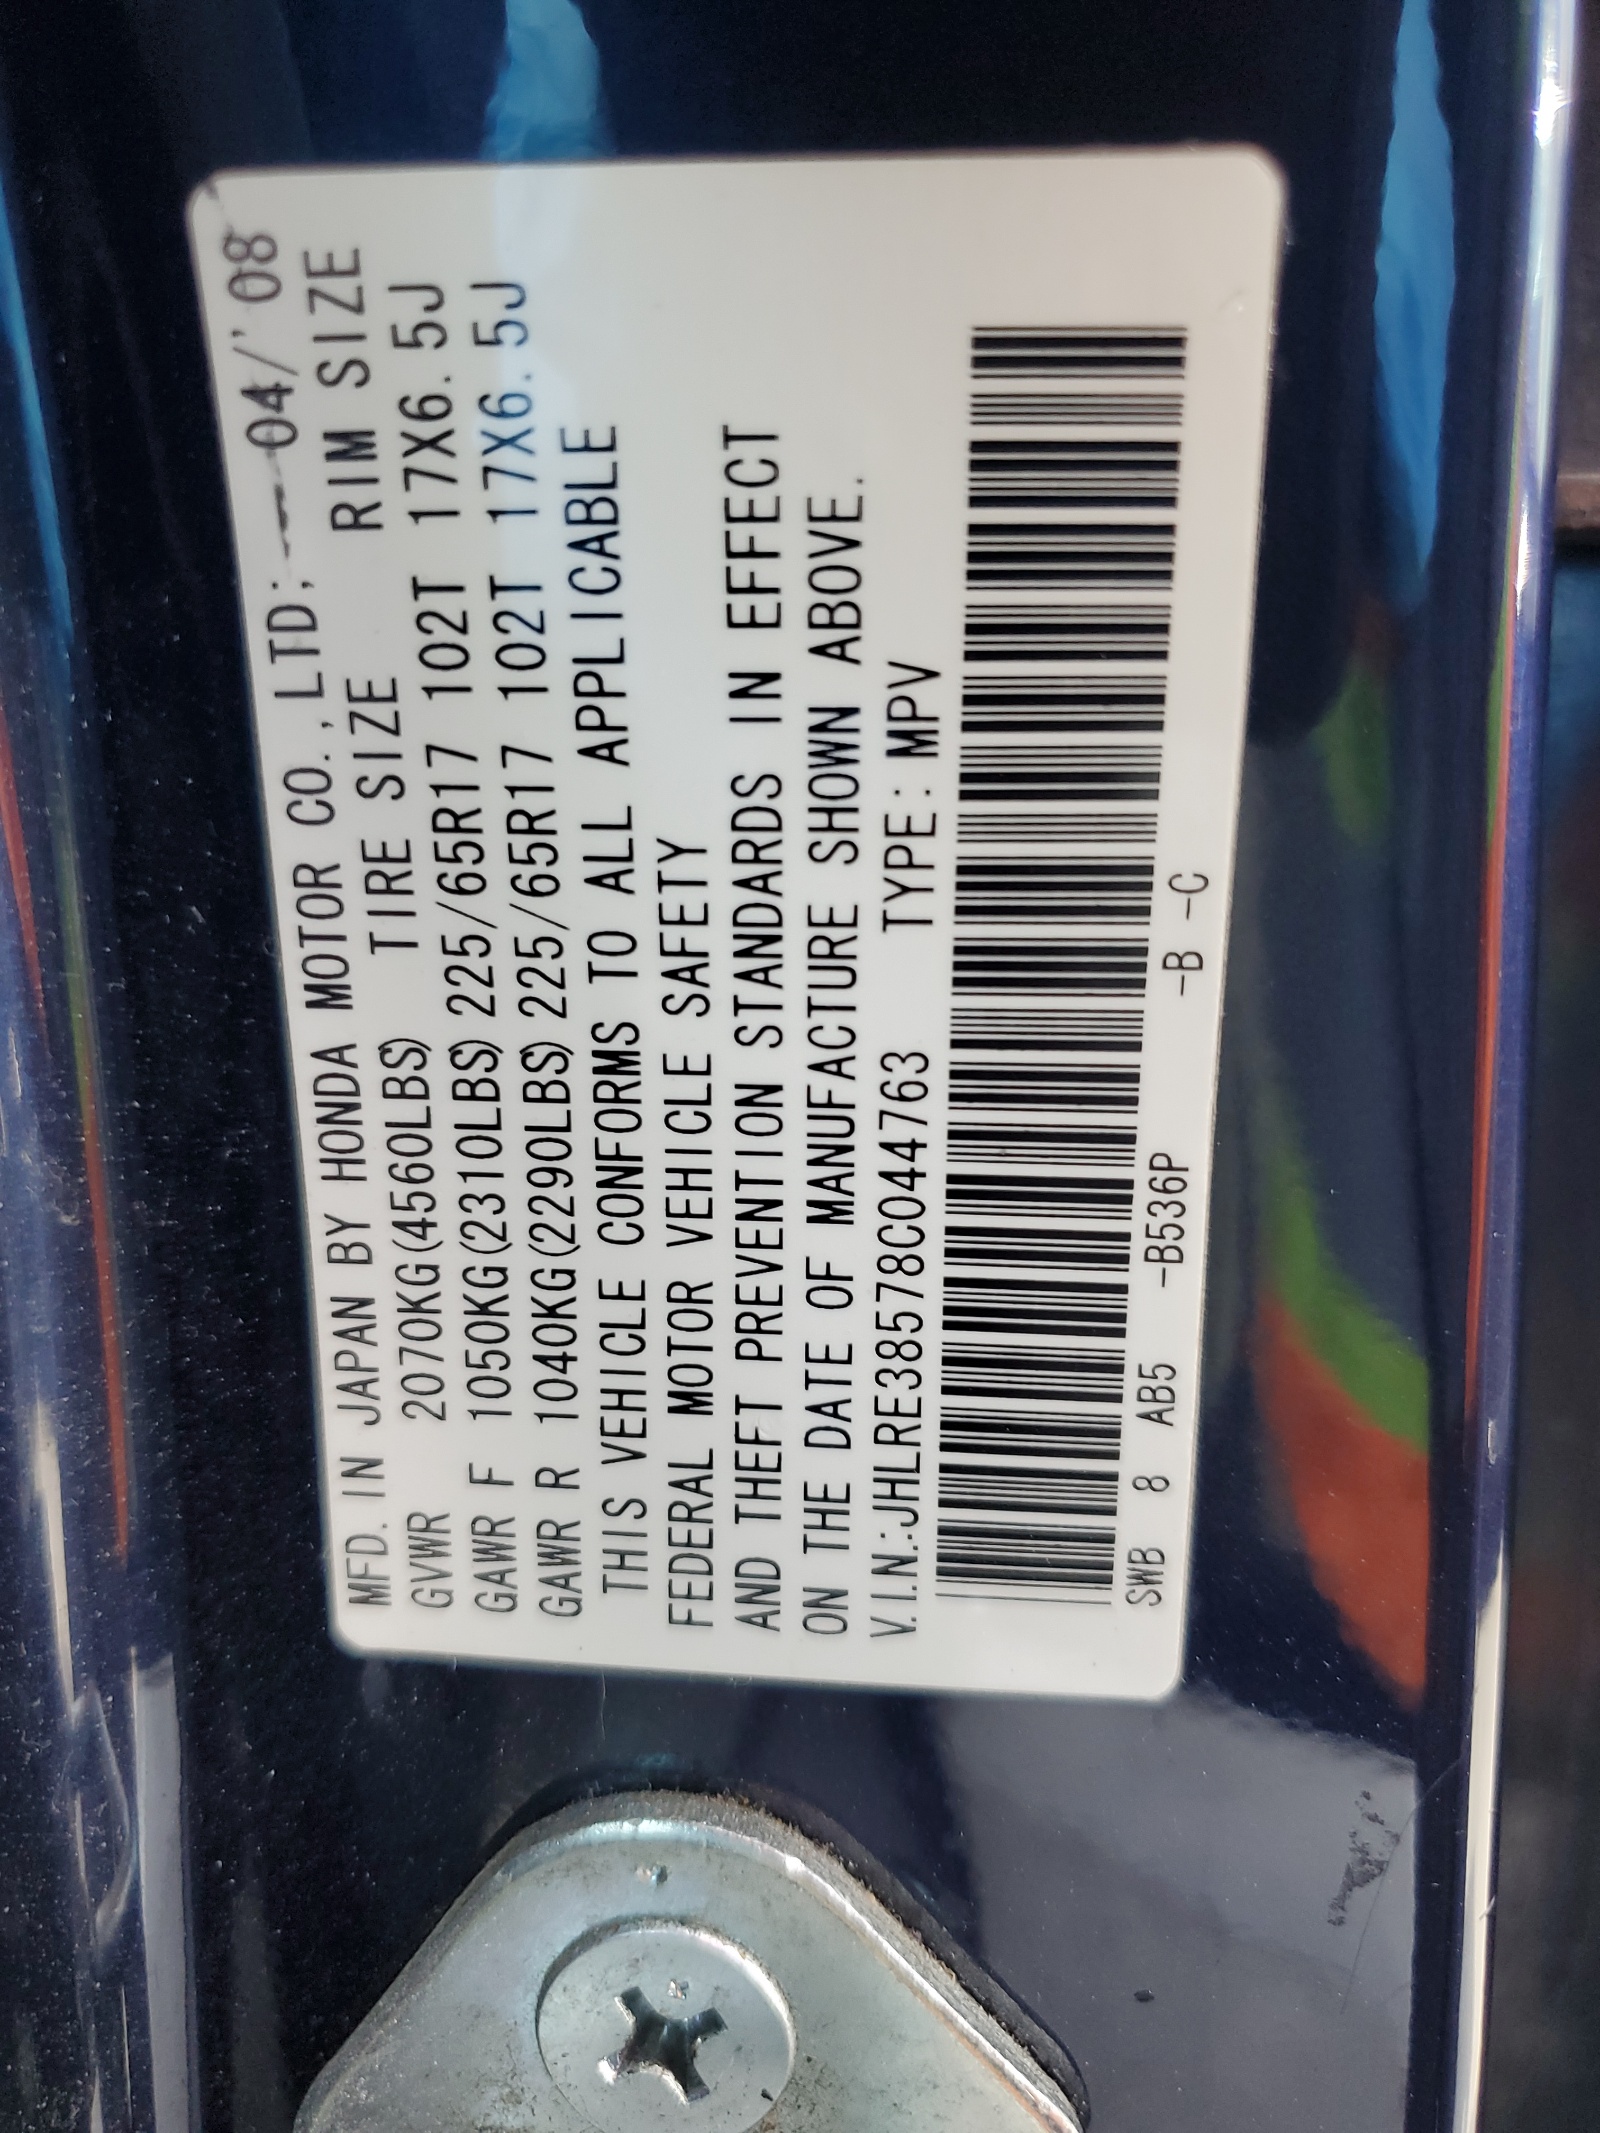 MFD. IN JAPAN BY HONDA MOTOR CO.,LTD; 04/'08
TIRE SIZE RIM SIZE
GVWR 2070KG(4560LBS)
GAWR F 1050KG(2310LBS) 225/65R17 102T 17X6.5J
GAWR R 1040KG(2290LBS) 225/65R17 102T 17X6.5J
THIS VEHICLE CONFORMS TO ALL APPLICABLE
FEDERAL MOTOR VEHICLE SAFETY
AND THEFT PREVENTION STANDARDS IN EFFECT
ON THE DATE OF MANUFACTURE SHOWN ABOVE.
V.I.N.:JHLRE38578C044763 TYPE: MPV
SWB 8 AB5 -B536P -B -C